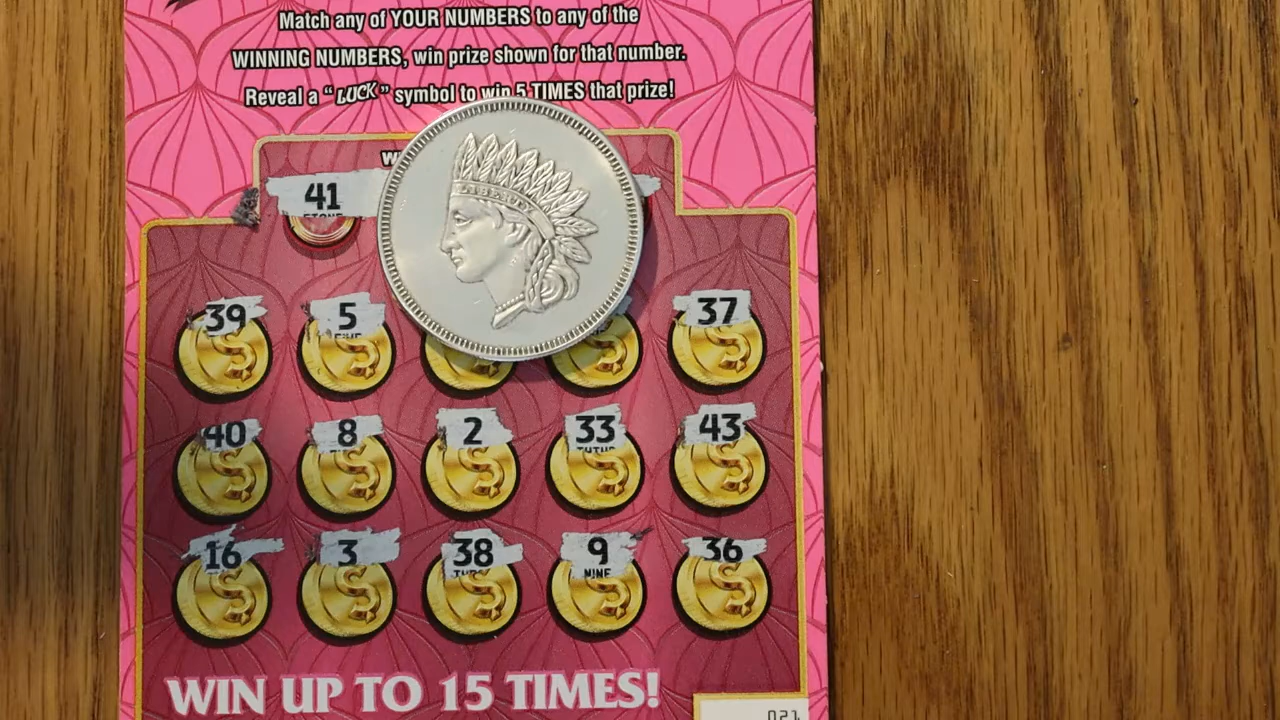 Match any of YOUR NUMBERS to any of the
WINNING NUMBERS, win prize shown for that number.
Reveal a "LUCK" symbol to win 5 TIMES that prize!
41
LIBERTY
39 5 37
40 8 2 33 43
16 3 38 9 36
NINE
WIN UP TO 15 TIMES!
021